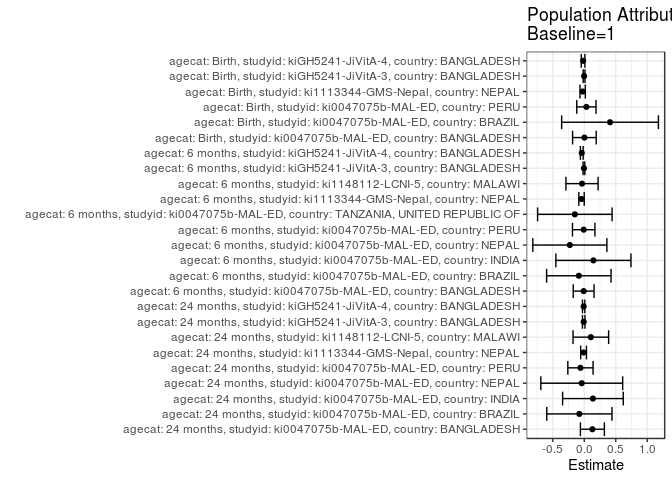 Population Attribut
Baseline=1
agecat: Birth, studyid: kiGH5241-JiVitA-4, country: BANGLADESH
agecat: Birth, studyid: kiGH5241-JiVitA-3, country: BANGLADESH
agecat: Birth, studyid: ki1113344-GMS-Nepal, country: NEPAL
agecat: Birth, studyid: ki0047075b-MAL-ED, country: PERU
agecat: Birth, studyid: ki0047075b-MAL-ED, country: BRAZIL
agecat: Birth, studyid: ki0047075b-MAL-ED, country: BANGLADESH
agecat: 6 months, studyid: kiGH5241-JiVitA-4, country: BANGLADESH
agecat: 6 months, studyid: kiGH5241-JiVitA-3, country: BANGLADESH
agecat: 6 months, studyid: ki1148112-LCNI-5, country: MALAWI
agecat: 6 months, studyid: ki1113344-GMS-Nepal, country: NEPAL
agecat: 6 months, studyid: ki0047075b-MAL-ED, country: TANZANIA, UNITED REPUBLIC OF
agecat: 6 months, studyid: ki0047075b-MAL-ED, country: PERU
agecat: 6 months, studyid: ki0047075b-MAL-ED, country: NEPAL
agecat: 6 months, studyid: ki0047075b-MAL-ED, country: INDIA
agecat: 6 months, studyid: ki0047075b-MAL-ED, country: BRAZIL
agecat: 6 months, studyid: ki0047075b-MAL-ED, country: BANGLADESH
agecat: 24 months, studyid: kiGH5241-JiVitA-4, country: BANGLADESH
agecat: 24 months, studyid: kiGH5241-JiVitA-3, country: BANGLADESH
agecat: 24 months, studyid: ki1148112-LCNI-5, country: MALAWI
agecat: 24 months, studyid: ki1113344-GMS-Nepal, country: NEPAL
agecat: 24 months, studyid: ki0047075b-MAL-ED, country: PERU
agecat: 24 months, studyid: ki0047075b-MAL-ED, country: NEPAL
agecat: 24 months, studyid: ki0047075b-MAL-ED, country: INDIA
agecat: 24 months, studyid: ki0047075b-MAL-ED, country: BRAZIL
agecat: 24 months, studyid: ki0047075b-MAL-ED, country: BANGLADESH
-0.5 0.0 0.5 1.0
Estimate